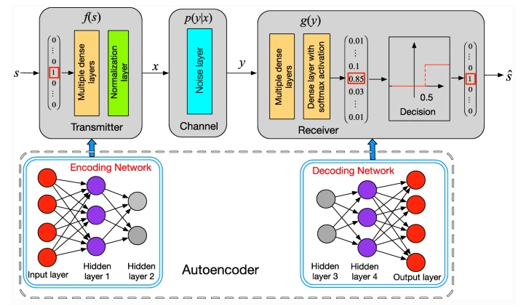 f(s)
p(y|x)
g(y)
s
0
⋮
0
1
0
⋮
0
Multiple dense layers
Normalization layer
x
Noise layer
y
Multiple dense layers
Dense layer with softmax activation
0.01
⋮
0.1
0.85
0.03
⋮
0.01
0.5
Decision
0
⋮
0
1
0
⋮
0
ŝ
Transmitter
Channel
Receiver
Encoding Network
Input layer
Hidden layer 1
Hidden layer 2
Autoencoder
Decoding Network
Hidden layer 3
Hidden layer 4
Output layer